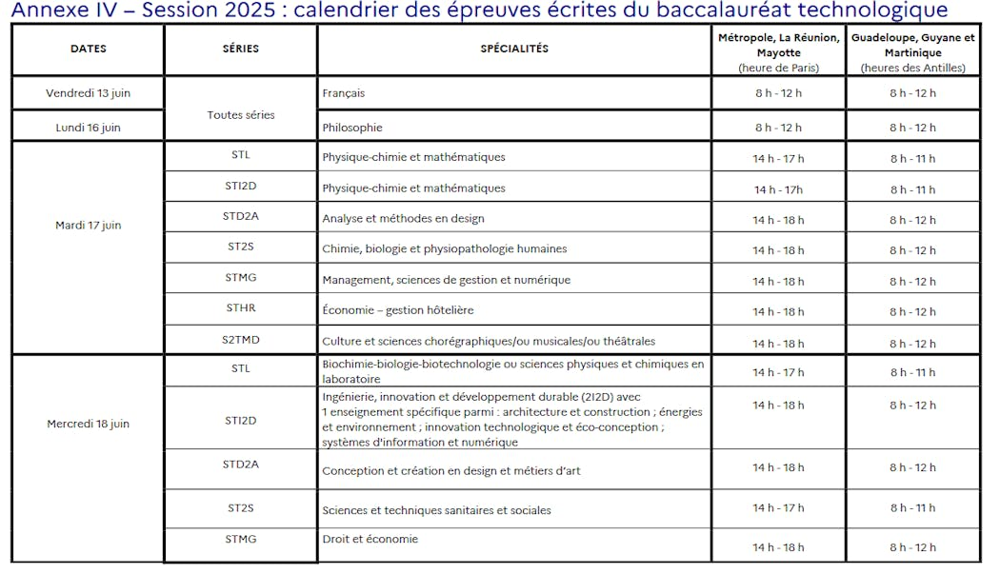 Annexe IV – Session 2025 : calendrier des épreuves écrites du baccalauréat technologique
DATES SÉRIES SPÉCIALITÉS Métropole, La Réunion, Mayotte (heure de Paris) Guadeloupe, Guyane et Martinique (heures des Antilles)
Vendredi 13 juin Toutes séries Français 8 h - 12 h 8 h - 12 h
Lundi 16 juin Philosophie 8 h - 12 h 8 h - 12 h
Mardi 17 juin
STL Physique-chimie et mathématiques 14 h - 17 h 8 h - 11 h
STI2D Physique-chimie et mathématiques 14 h - 17h 8 h - 11 h
STD2A Analyse et méthodes en design 14 h - 18 h 8 h - 12 h
ST2S Chimie, biologie et physiopathologie humaines 14 h - 18 h 8 h - 12 h
STMG Management, sciences de gestion et numérique 14 h - 18 h 8 h - 12 h
STHR Économie – gestion hôtelière 14 h - 18 h 8 h - 12 h
S2TMD Culture et sciences chorégraphiques/ou musicales/ou théâtrales 14 h - 18 h 8 h - 12 h
Mercredi 18 juin
STL Biochimie-biologie-biotechnologie ou sciences physiques et chimiques en
laboratoire 14 h - 17 h 8 h - 11 h
STI2D Ingénierie, innovation et développement durable (2I2D) avec
1 enseignement spécifique parmi : architecture et construction ; énergies
et environnement ; innovation technologique et éco-conception ;
systèmes d'information et numérique 14 h - 18 h 8 h - 12 h
STD2A Conception et création en design et métiers d'art 14 h - 18 h 8 h - 12 h
ST2S Sciences et techniques sanitaires et sociales 14 h - 17 h 8 h - 11 h
STMG Droit et économie 14 h - 18 h 8 h - 12 h